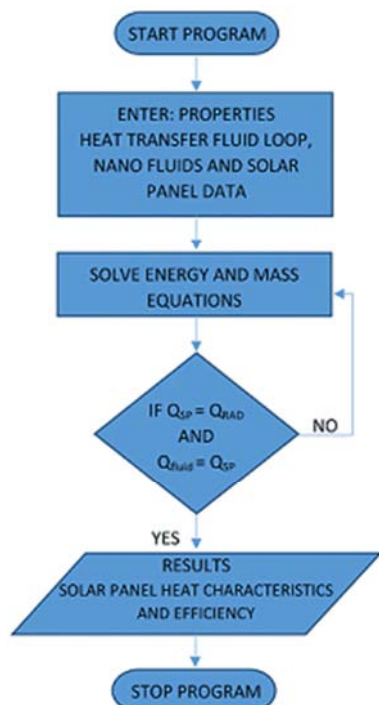 START PROGRAM
ENTER: PROPERTIES
HEAT TRANSFER FLUID LOOP,
NANO FLUIDS AND SOLAR
PANEL DATA
SOLVE ENERGY AND MASS
EQUATIONS
IF QSP = QRAD
AND
Qfluid = QSP
NO
YES
RESULTS
SOLAR PANEL HEAT CHARACTERISTICS
AND EFFICIENCY
STOP PROGRAM